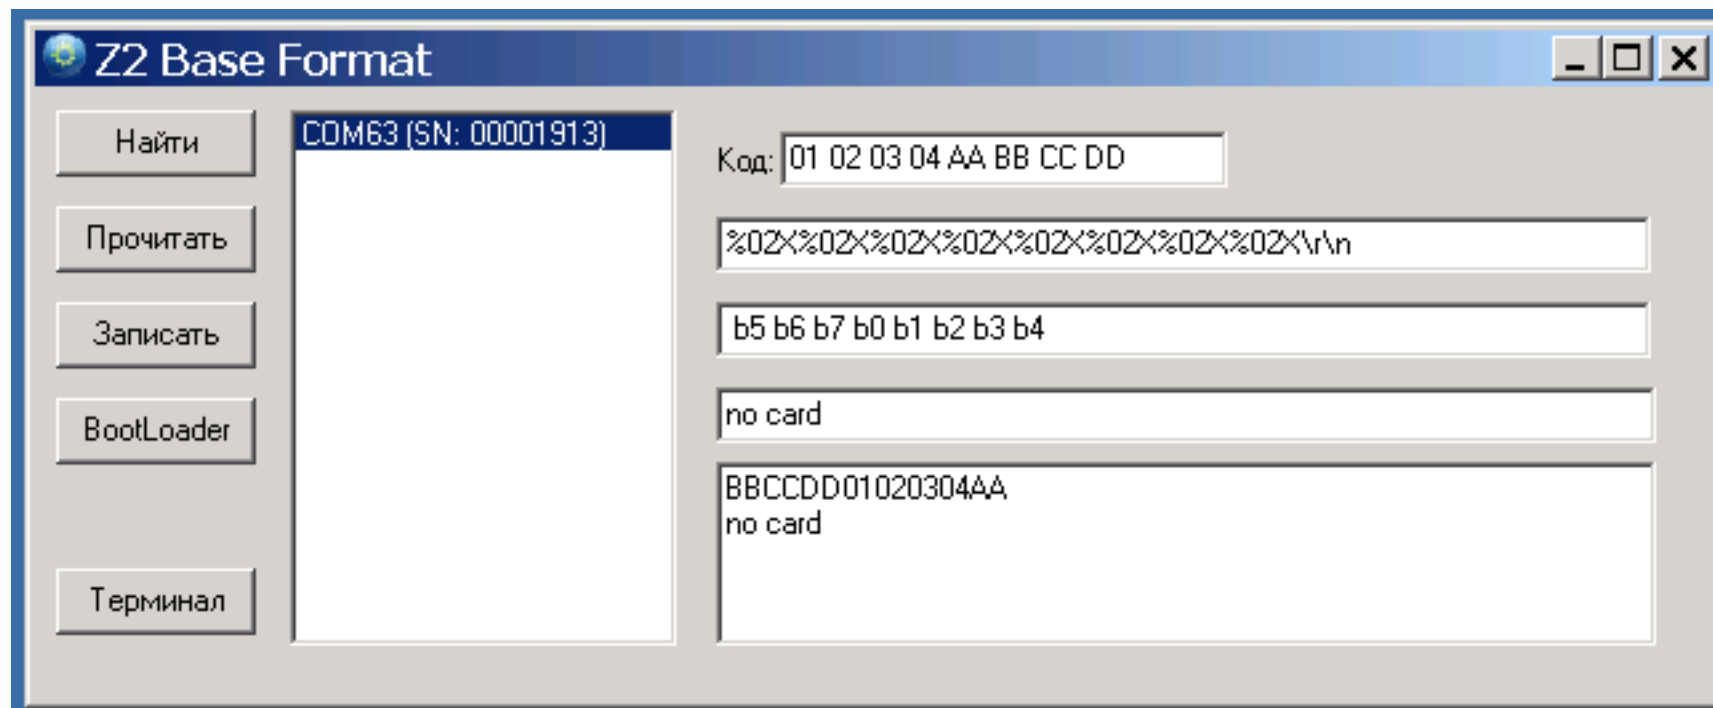 Z2 Base Format
Найти
Прочитать
Записать
BootLoader
Терминал
COM63 (SN: 00001913)
Код: 01 02 03 04 AA BB CC DD
%02X%02X%02X%02X%02X%02X%02X%02X\r\n
b5 b6 b7 b0 b1 b2 b3 b4
no card
BBCCDD01020304AA
no card